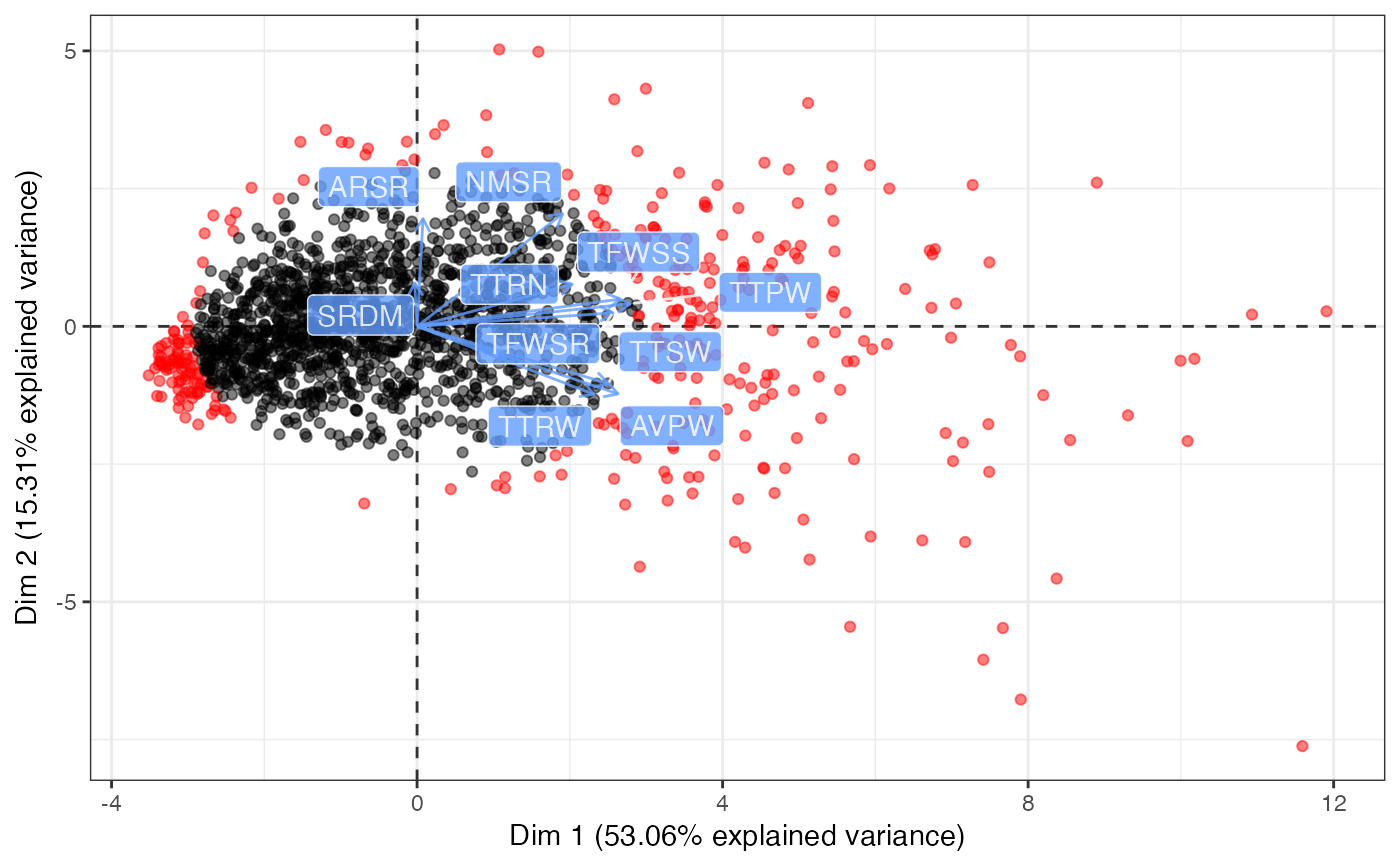 5
0
-5
Dim 2 (15.31% explained variance)
ARSR
NMSR
TFWSS
TTRN
TTPW
SRDM
TFWSR
TTSW
TTRW
AVPW
-4
0
4
8
12
Dim 1 (53.06% explained variance)